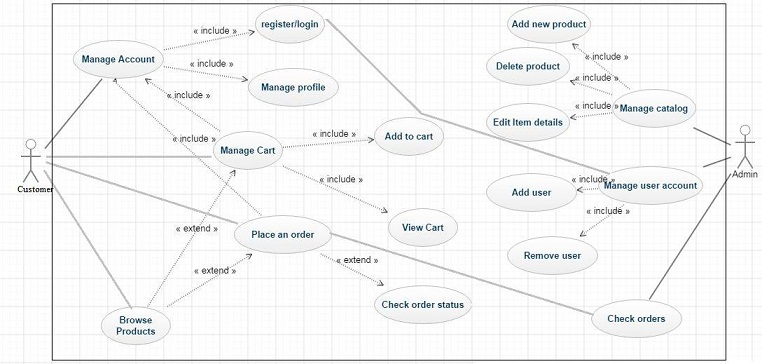 register/login
Add new product
« include »
Manage Account
« include »
Delete product
« include »
Manage profile
« include »
« include »
Manage catalog
« include »
Edit Item details
Add to cart
« include »
« include »
Manage Cart
Customer
Admin
« include »
« include »
Manage user account
Add user
« include »
View Cart
« extend »
Place an order
Remove user
« extend »
« extend »
Check order status
Browse
Products
Check orders